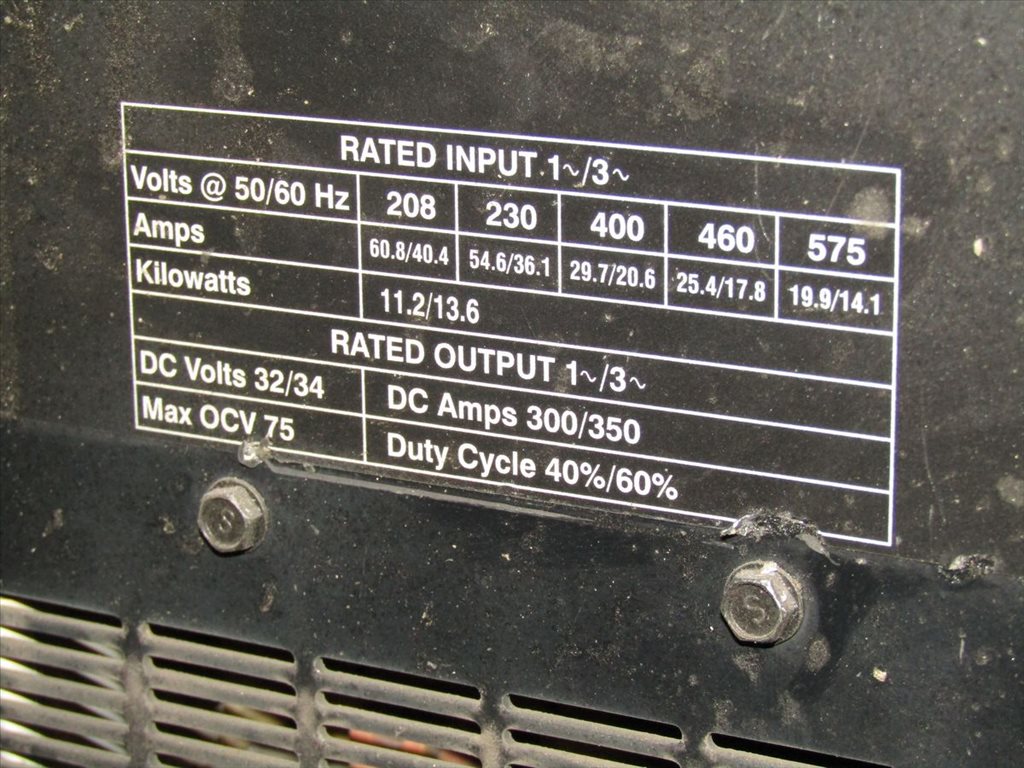 RATED INPUT 1~/3~
Volts @ 50/60 Hz 208 230 400 460 575
Amps 60.8/40.4 54.6/36.1 29.7/20.6 25.4/17.8 19.9/14.1
Kilowatts 11.2/13.6
RATED OUTPUT 1~/3~
DC Volts 32/34 DC Amps 300/350
Max OCV 75 Duty Cycle 40%/60%
S
S